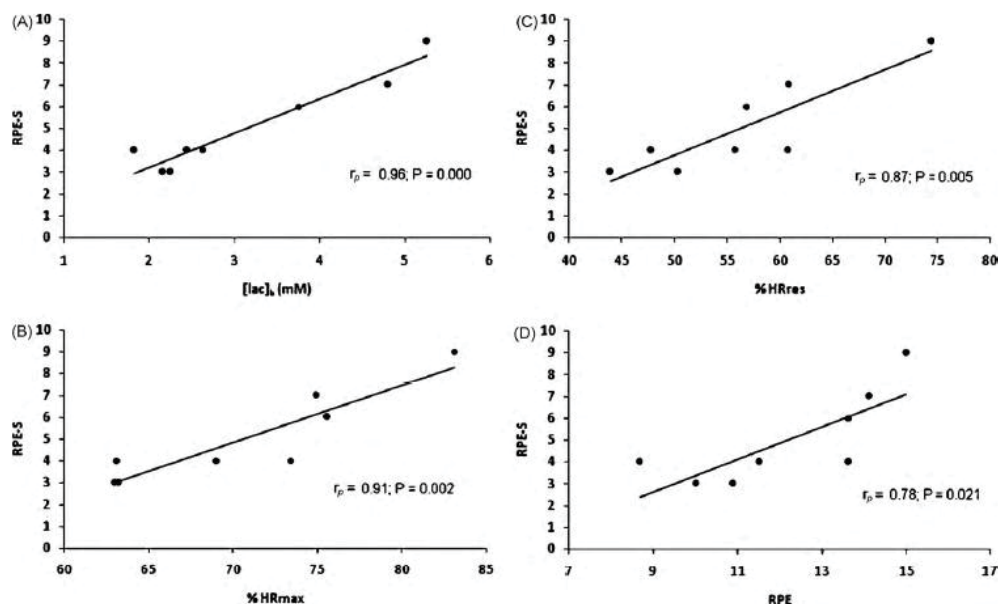 (A)
10
9
8
7
6
5
4
3
2
1
0
RPE-S
r_p = 0.96; P = 0.000
1 2 3 4 5 6
[lac]_b (mM)
(C)
10
9
8
7
6
5
4
3
2
1
0
RPE-S
r_p = 0.87; P = 0.005
40 45 50 55 60 65 70 75 80
%HRres
(B)
10
9
8
7
6
5
4
3
2
1
0
RPE-S
r_p = 0.91; P = 0.002
60 65 70 75 80 85
%HRmax
(D)
10
9
8
7
6
5
4
3
2
1
0
RPE-S
r_p = 0.78; P = 0.021
7 9 11 13 15 17
RPE